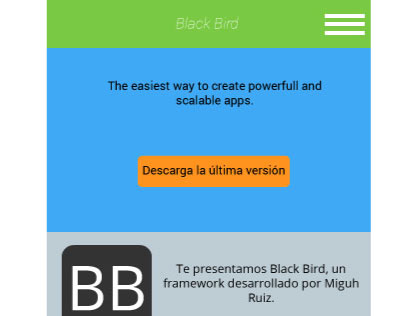 Black Bird
The easiest way to create powerfull and
scalable apps.
Descarga la última versión
BB
Te presentamos Black Bird, un
framework desarrollado por Miguh
Ruiz.